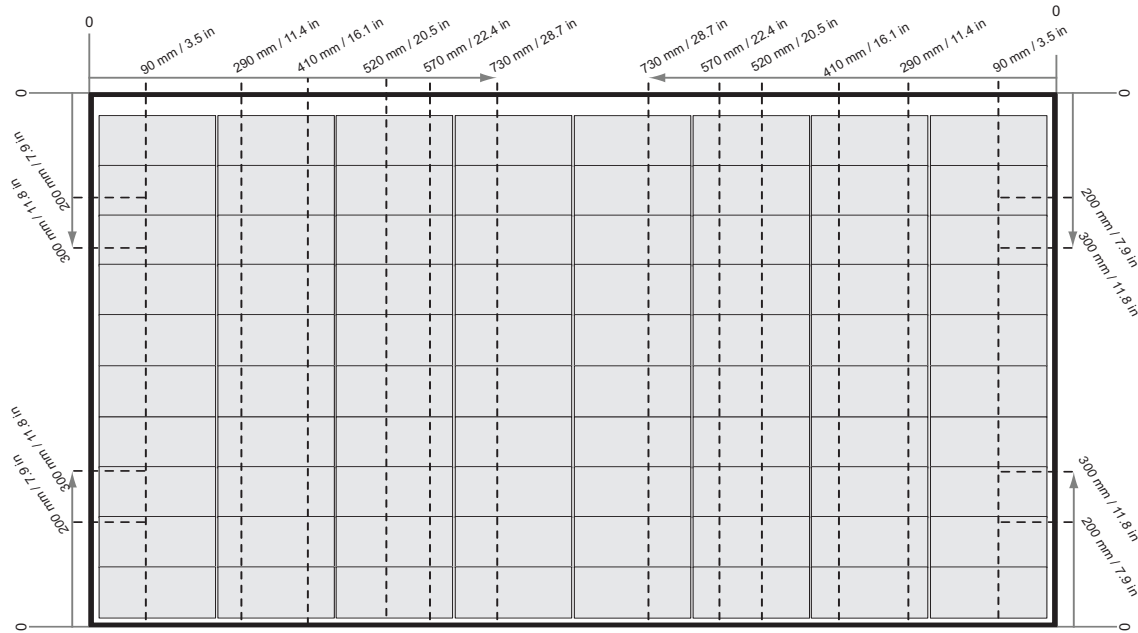 0
0
90 mm / 3.5 in
290 mm / 11.4 in
410 mm / 16.1 in
520 mm / 20.5 in
570 mm / 22.4 in
730 mm / 28.7 in
730 mm / 28.7 in
570 mm / 22.4 in
520 mm / 20.5 in
410 mm / 16.1 in
290 mm / 11.4 in
90 mm / 3.5 in
0
0
200 mm / 7.9 in
300 mm / 11.8 in
200 mm / 7.9 in
300 mm / 11.8 in
300 mm / 11.8 in
200 mm / 7.9 in
300 mm / 11.8 in
200 mm / 7.9 in
0
0